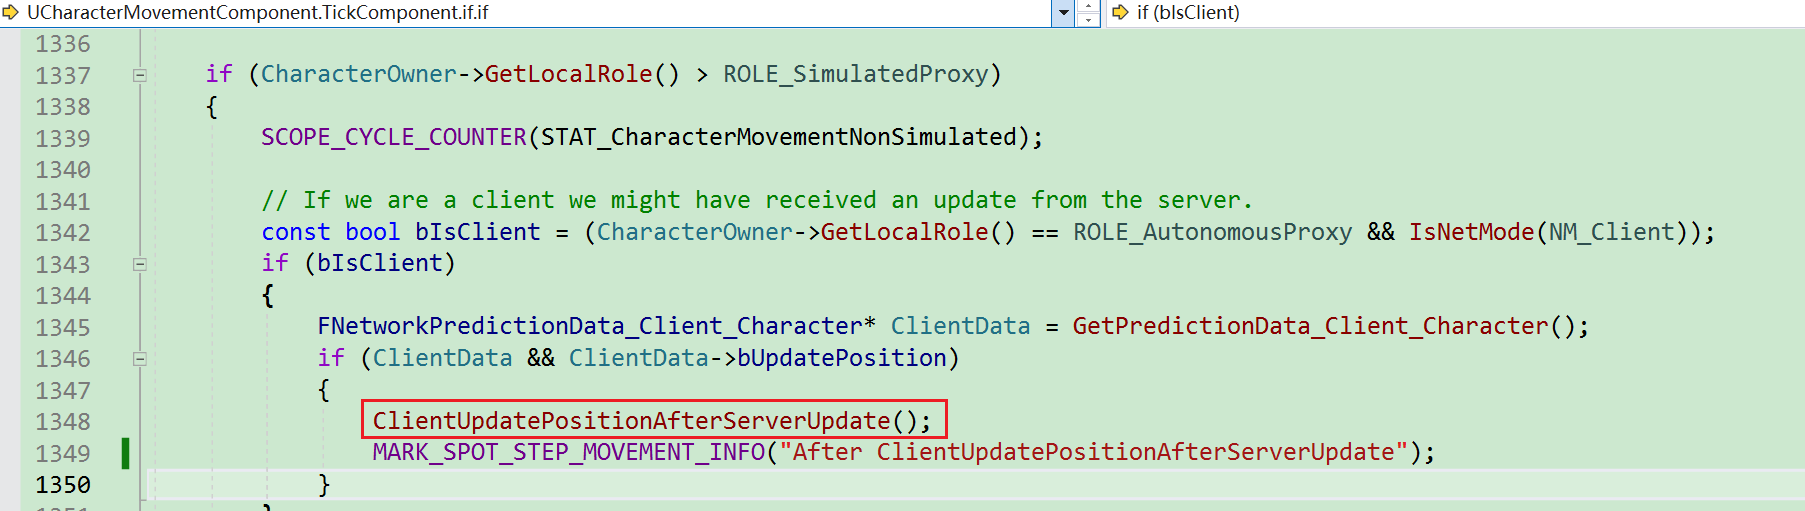 UCharacterMovementComponent.TickComponent.if.if
if (bIsClient)
1336
1337 if (CharacterOwner->GetLocalRole() > ROLE_SimulatedProxy)
1338 {
1339 SCOPE_CYCLE_COUNTER(STAT_CharacterMovementNonSimulated);
1340
1341 // If we are a client we might have received an update from the server.
1342 const bool bIsClient = (CharacterOwner->GetLocalRole() == ROLE_AutonomousProxy && IsNetMode(NM_Client));
1343 if (bIsClient)
1344 {
1345 FNetworkPredictionData_Client_Character* ClientData = GetPredictionData_Client_Character();
1346 if (ClientData && ClientData->bUpdatePosition)
1347 {
1348 ClientUpdatePositionAfterServerUpdate();
1349 MARK_SPOT_STEP_MOVEMENT_INFO("After ClientUpdatePositionAfterServerUpdate");
1350 }